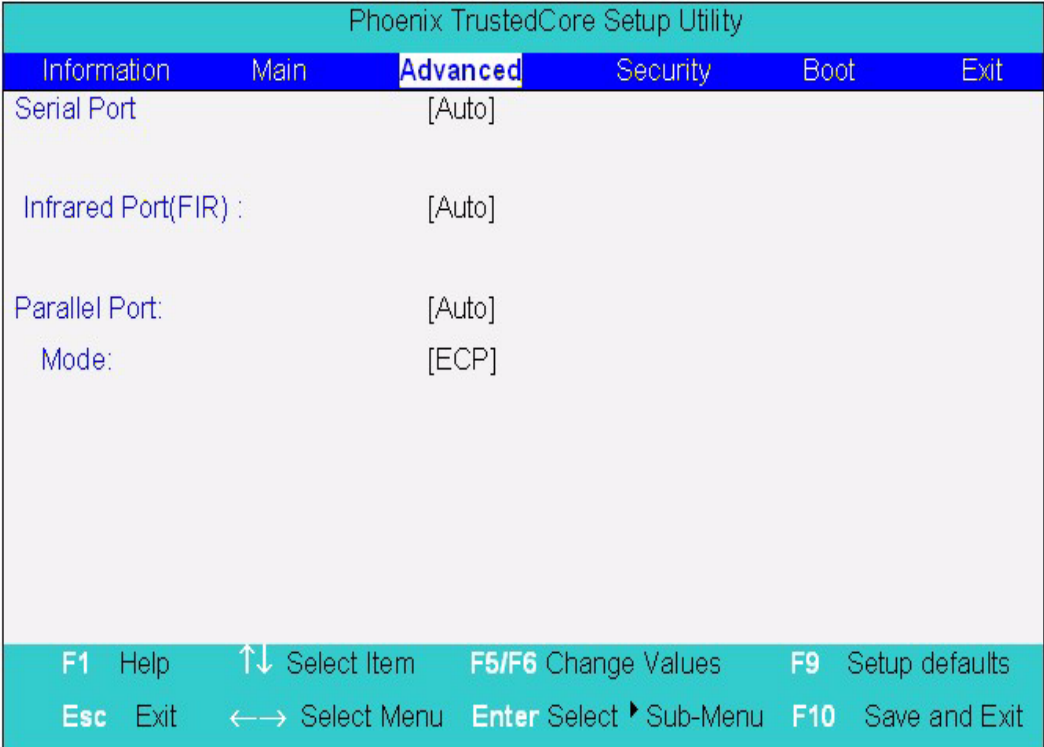 Phoenix TrustedCore Setup Utility
Information Main Advanced Security Boot Exit
Serial Port [Auto]
Infrared Port(FIR) : [Auto]
Parallel Port: [Auto]
Mode: [ECP]
F1 Help ↑↓ Select Item F5/F6 Change Values F9 Setup defaults
Esc Exit ←→ Select Menu Enter Select ▸ Sub-Menu F10 Save and Exit